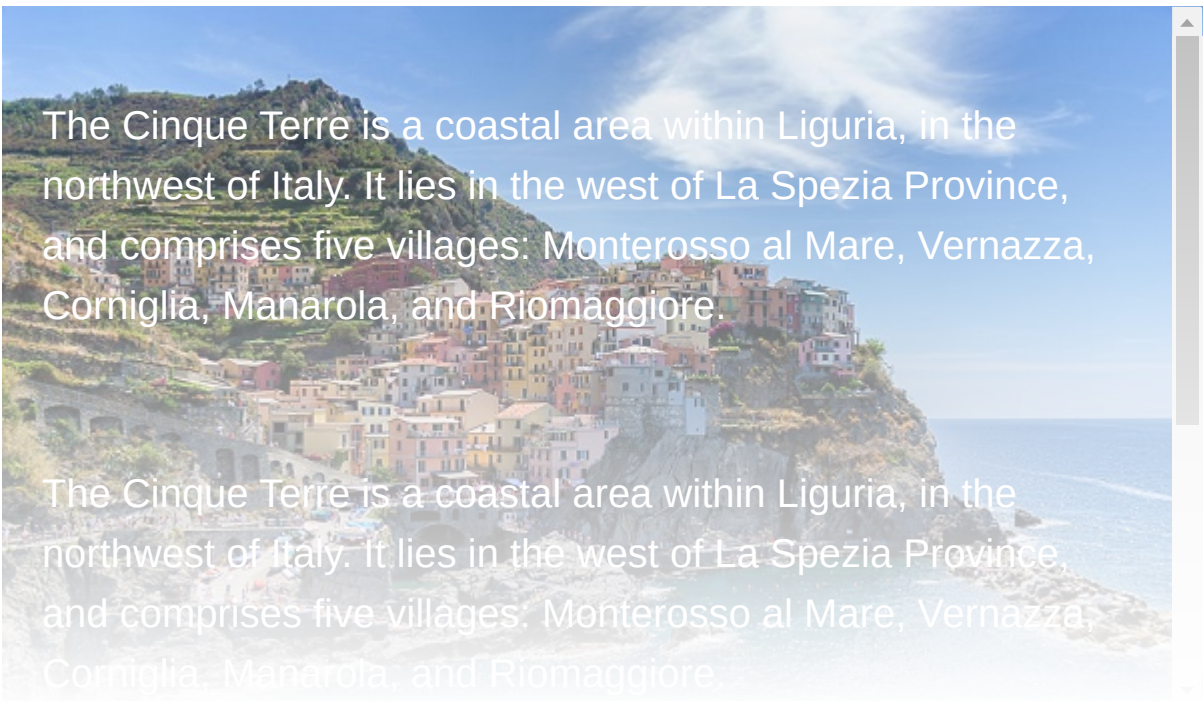 The Cinque Terre is a coastal area within Liguria, in the
northwest of Italy. It lies in the west of La Spezia Province,
and comprises five villages: Monterosso al Mare, Vernazza,
Corniglia, Manarola, and Riomaggiore.
The Cinque Terre is a coastal area within Liguria, in the
northwest of Italy. It lies in the west of La Spezia Province,
and comprises five villages: Monterosso al Mare, Vernazza,
Corniglia, Manarola, and Riomaggiore.